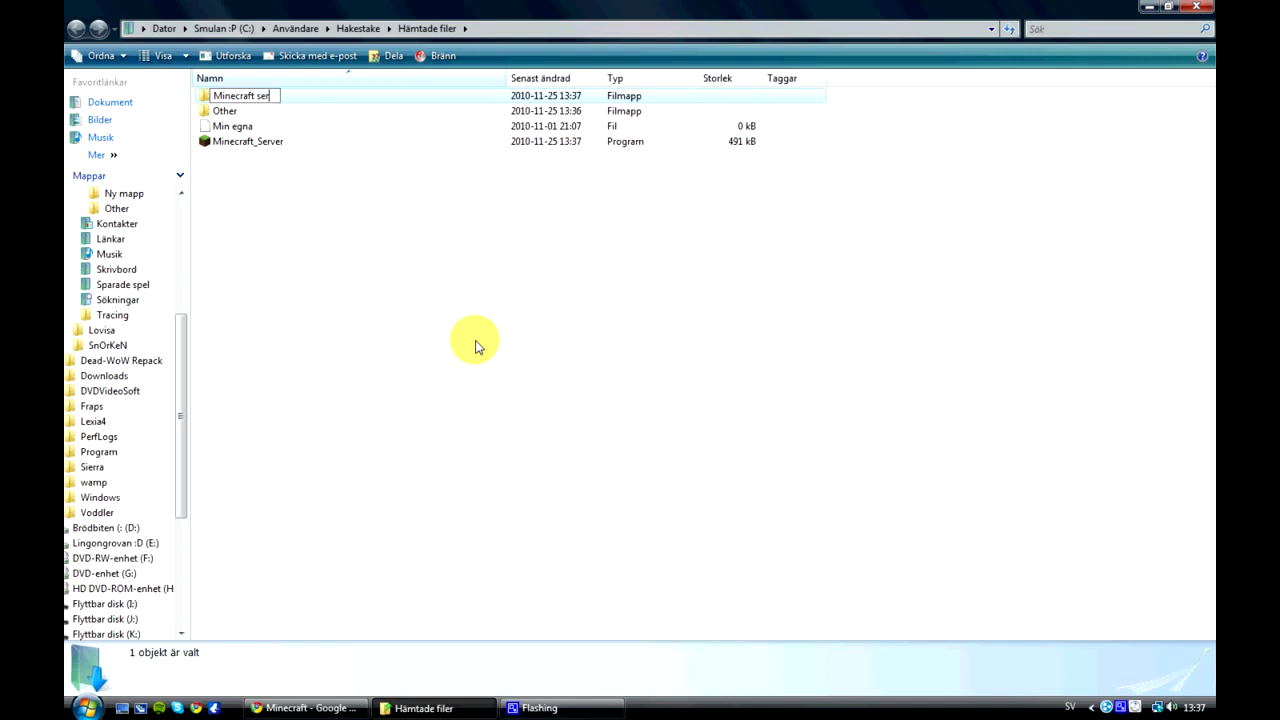 Dator ▸ Smulan :P (C:) ▸ Användare ▸ Hakestake ▸ Hämtade filer ▸
Sök
Ordna Visa Utforska Skicka med e-post Dela Bränn
Favoritlänkar
Dokument
Bilder
Musik
Mer »
Mappar
Ny mapp
Other
Kontakter
Länkar
Musik
Skrivbord
Sparade spel
Sökningar
Tracing
Lovisa
SnOrKeN
Dead-WoW Repack
Downloads
DVDVideoSoft
Fraps
Lexia4
PerfLogs
Program
Sierra
wamp
Windows
Voddler
Brödbiten (: (D:)
Lingongrovan :D (E:)
DVD-RW-enhet (F:)
DVD-enhet (G:)
HD DVD-ROM-enhet (H
Flyttbar disk (I:)
Flyttbar disk (J:)
Flyttbar disk (K:)
Namn Senast ändrad Typ Storlek Taggar
Minecraft ser 2010-11-25 13:37 Filmapp
Other 2010-11-25 13:36 Filmapp
Min egna 2010-11-01 21:07 Fil 0 kB
Minecraft_Server 2010-11-25 13:37 Program 491 kB
1 objekt är valt
Minecraft - Google ... Hämtade filer Flashing SV 13:37